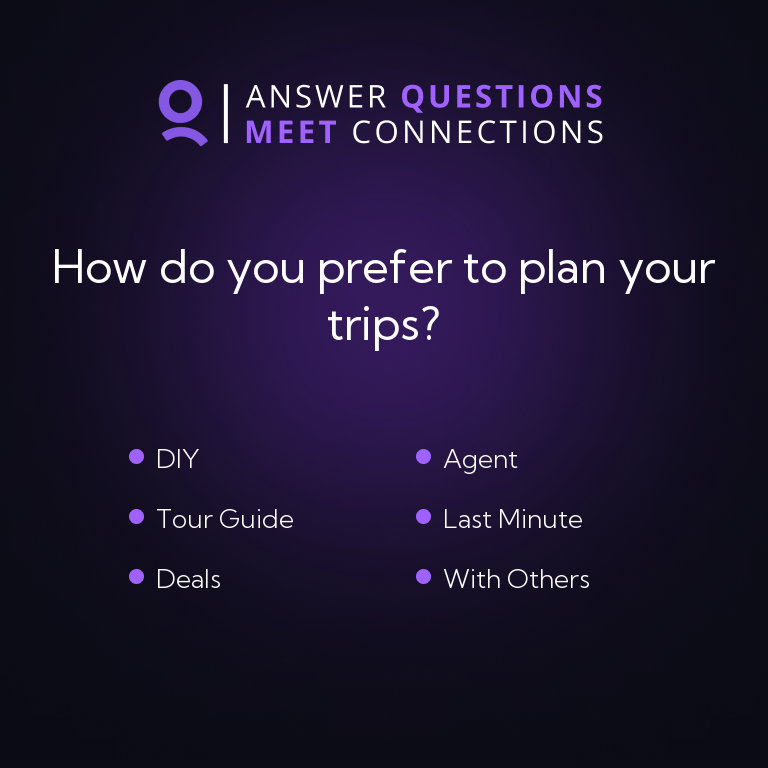 ANSWER QUESTIONS
MEET CONNECTIONS
How do you prefer to plan your
trips?
DIY
Agent
Tour Guide
Last Minute
Deals
With Others